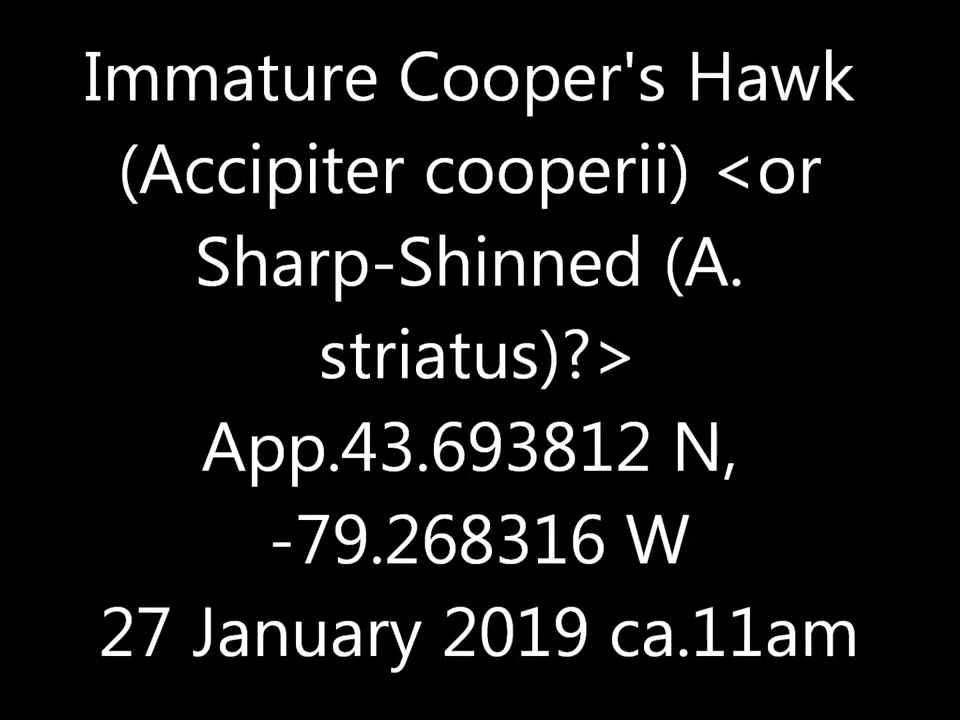 Immature Cooper's Hawk
(Accipiter cooperii) <or
Sharp-Shinned (A.
striatus)?>
App.43.693812 N,
-79.268316 W
27 January 2019 ca.11am